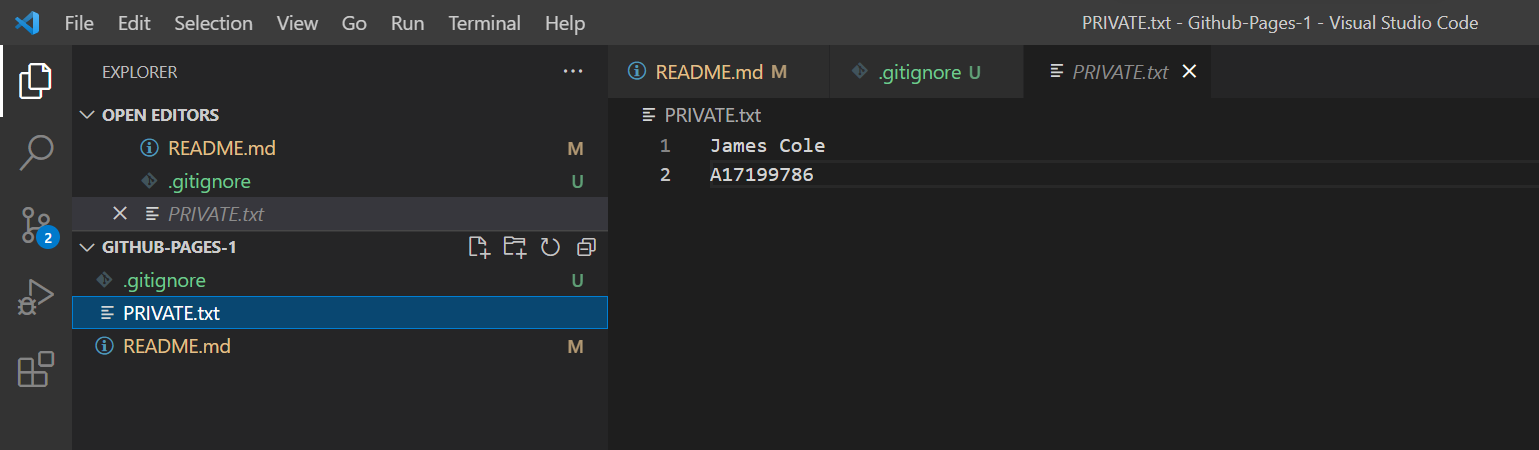 File Edit Selection View Go Run Terminal Help PRIVATE.txt - Github-Pages-1 - Visual Studio Code
EXPLORER ···
README.md M .gitignore U PRIVATE.txt
OPEN EDITORS
PRIVATE.txt
README.md M
1 James Cole
.gitignore U
2 A17199786
PRIVATE.txt
2
GITHUB-PAGES-1
.gitignore U
PRIVATE.txt
README.md M